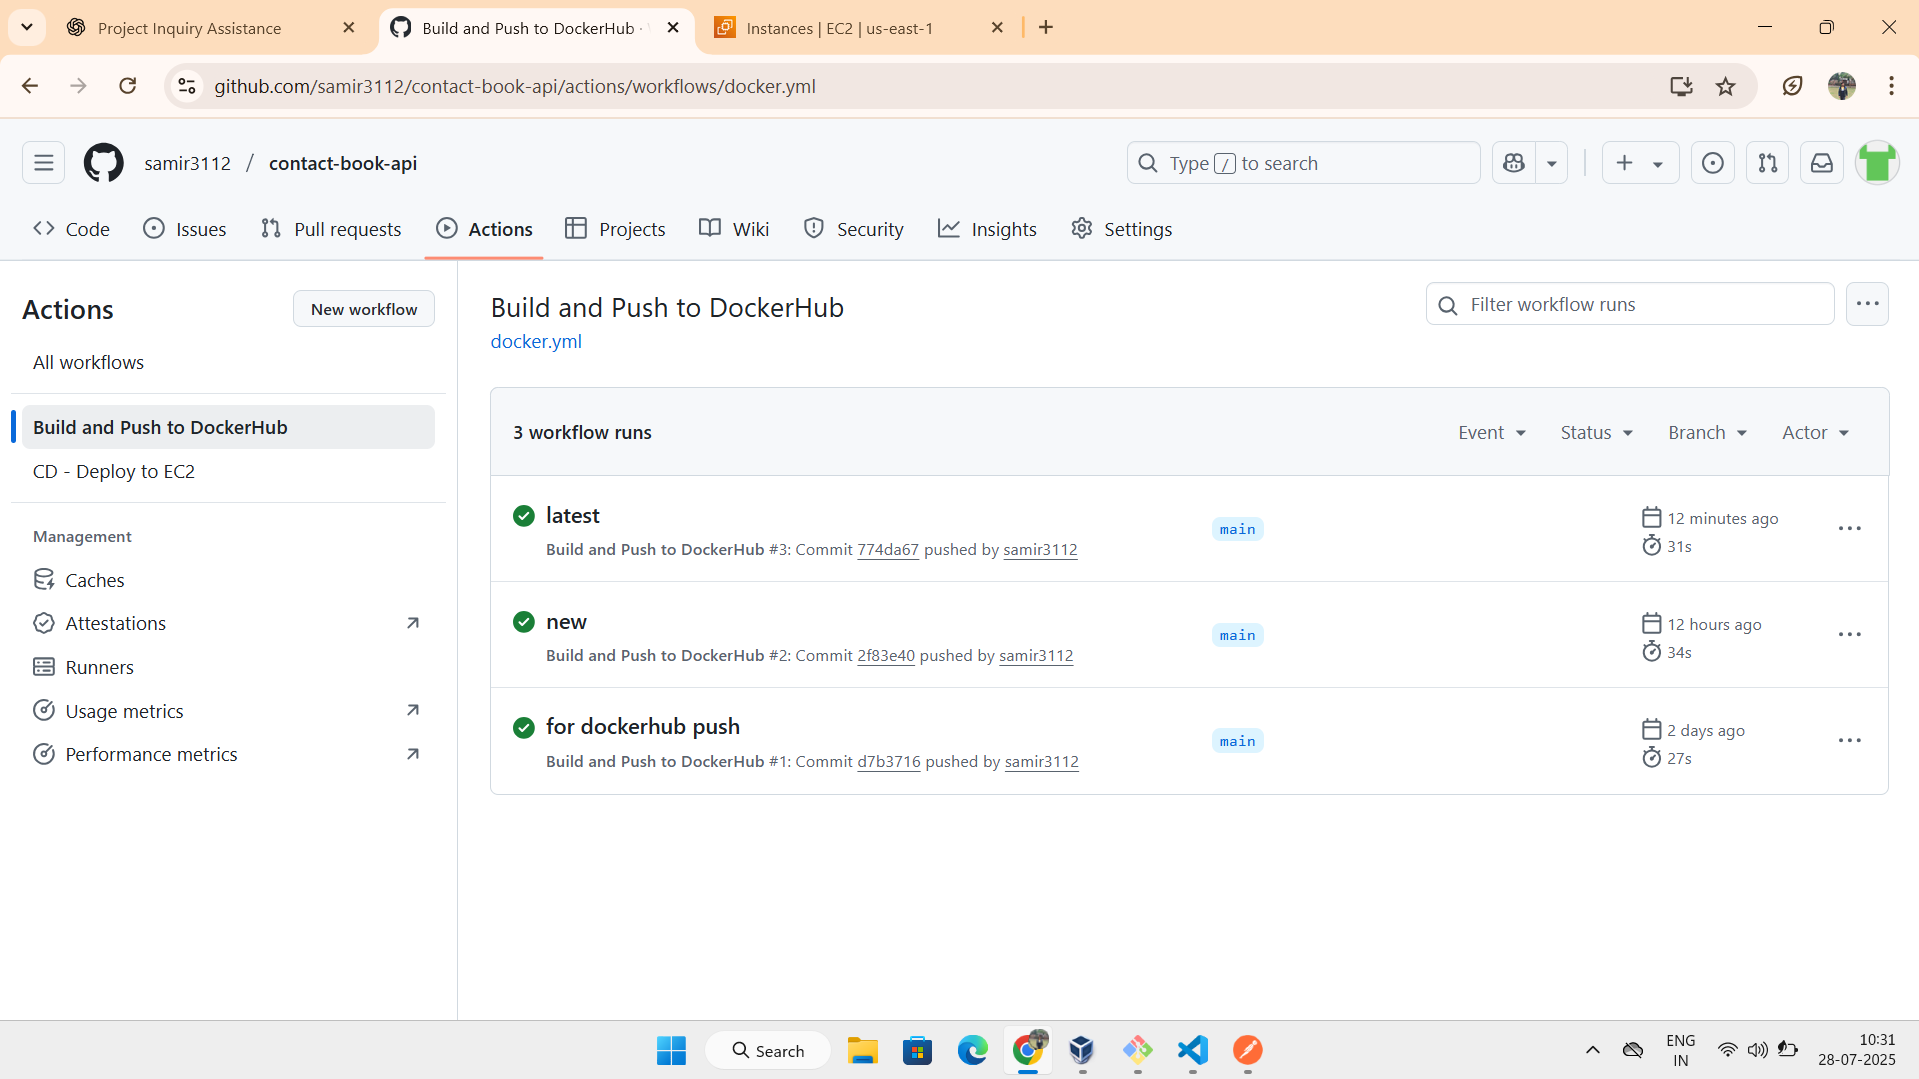 Project Inquiry Assistance
Build and Push to DockerHub ·
Instances | EC2 | us-east-1
github.com/samir3112/contact-book-api/actions/workflows/docker.yml
samir3112 / contact-book-api
Type / to search
Code
Issues
Pull requests
Actions
Projects
Wiki
Security
Insights
Settings
Actions
New workflow
All workflows
Build and Push to DockerHub
CD - Deploy to EC2
Management
Caches
Attestations
Runners
Usage metrics
Performance metrics
Build and Push to DockerHub
docker.yml
Filter workflow runs
3 workflow runs
Event
Status
Branch
Actor
latest
Build and Push to DockerHub #3: Commit 774da67 pushed by samir3112
main
12 minutes ago
31s
new
Build and Push to DockerHub #2: Commit 2f83e40 pushed by samir3112
main
12 hours ago
34s
for dockerhub push
Build and Push to DockerHub #1: Commit d7b3716 pushed by samir3112
main
2 days ago
27s
Search
ENG
IN
10:31
28-07-2025